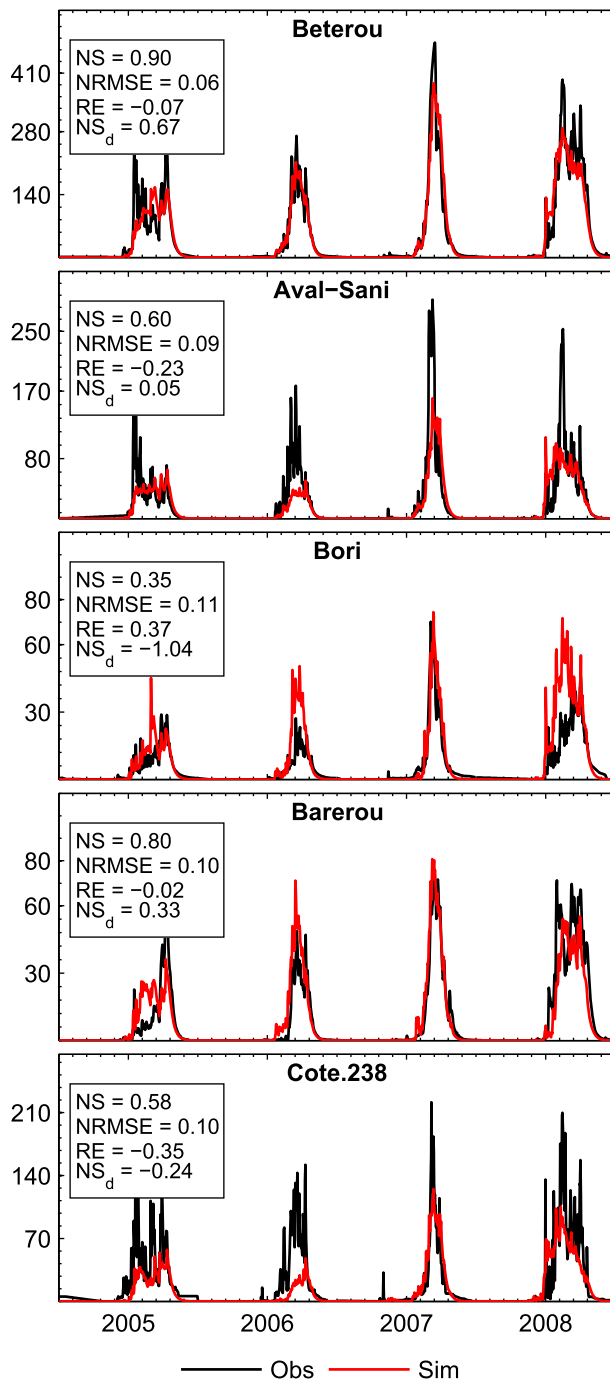 Beterou
NS = 0.90
NRMSE = 0.06
RE = −0.07
NSd = 0.67
410
280
140
Aval−Sani
NS = 0.60
NRMSE = 0.09
RE = −0.23
NSd = 0.05
250
170
80
Bori
NS = 0.35
NRMSE = 0.11
RE = 0.37
NSd = −1.04
80
60
30
Barerou
NS = 0.80
NRMSE = 0.10
RE = −0.02
NSd = 0.33
80
60
30
Cote.238
NS = 0.58
NRMSE = 0.10
RE = −0.35
NSd = −0.24
210
140
70
2005 2006 2007 2008
Obs Sim